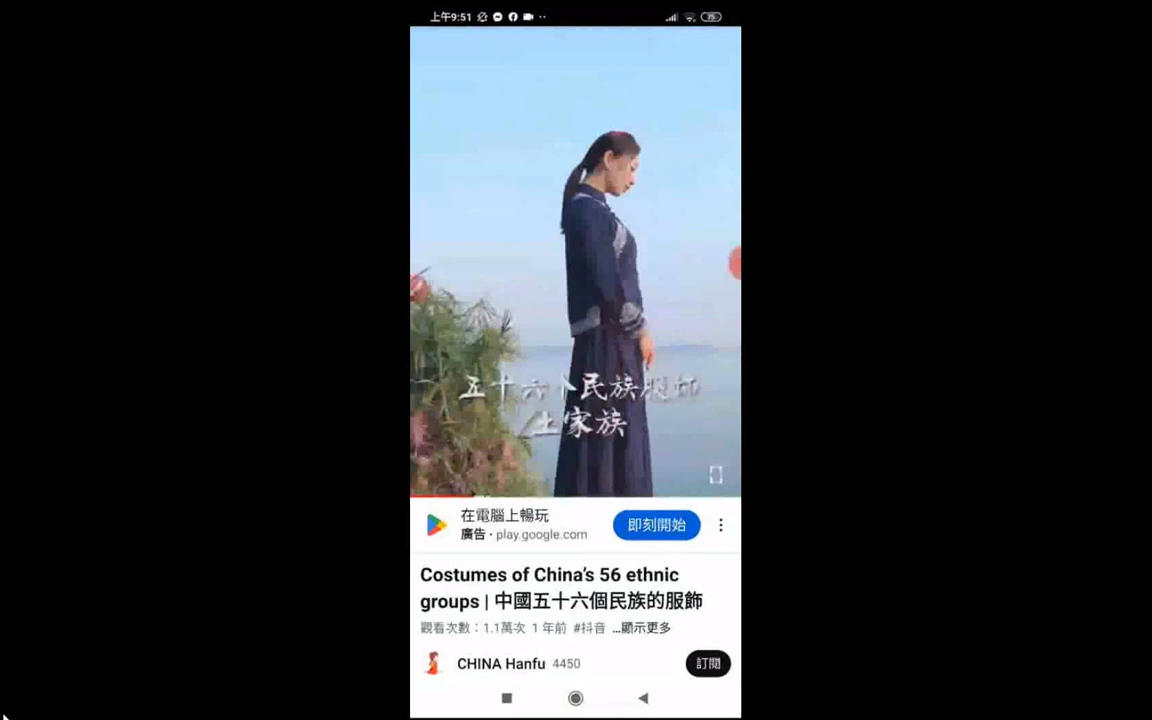 上午9:51
75
五十六个民族服饰
土家族
在電腦上暢玩
廣告 · play.google.com
即刻開始
Costumes of China's 56 ethnic
groups | 中國五十六個民族的服飾
觀看次數：1.1萬次 1 年前 #抖音 ...顯示更多
CHINA Hanfu 4450
訂閱